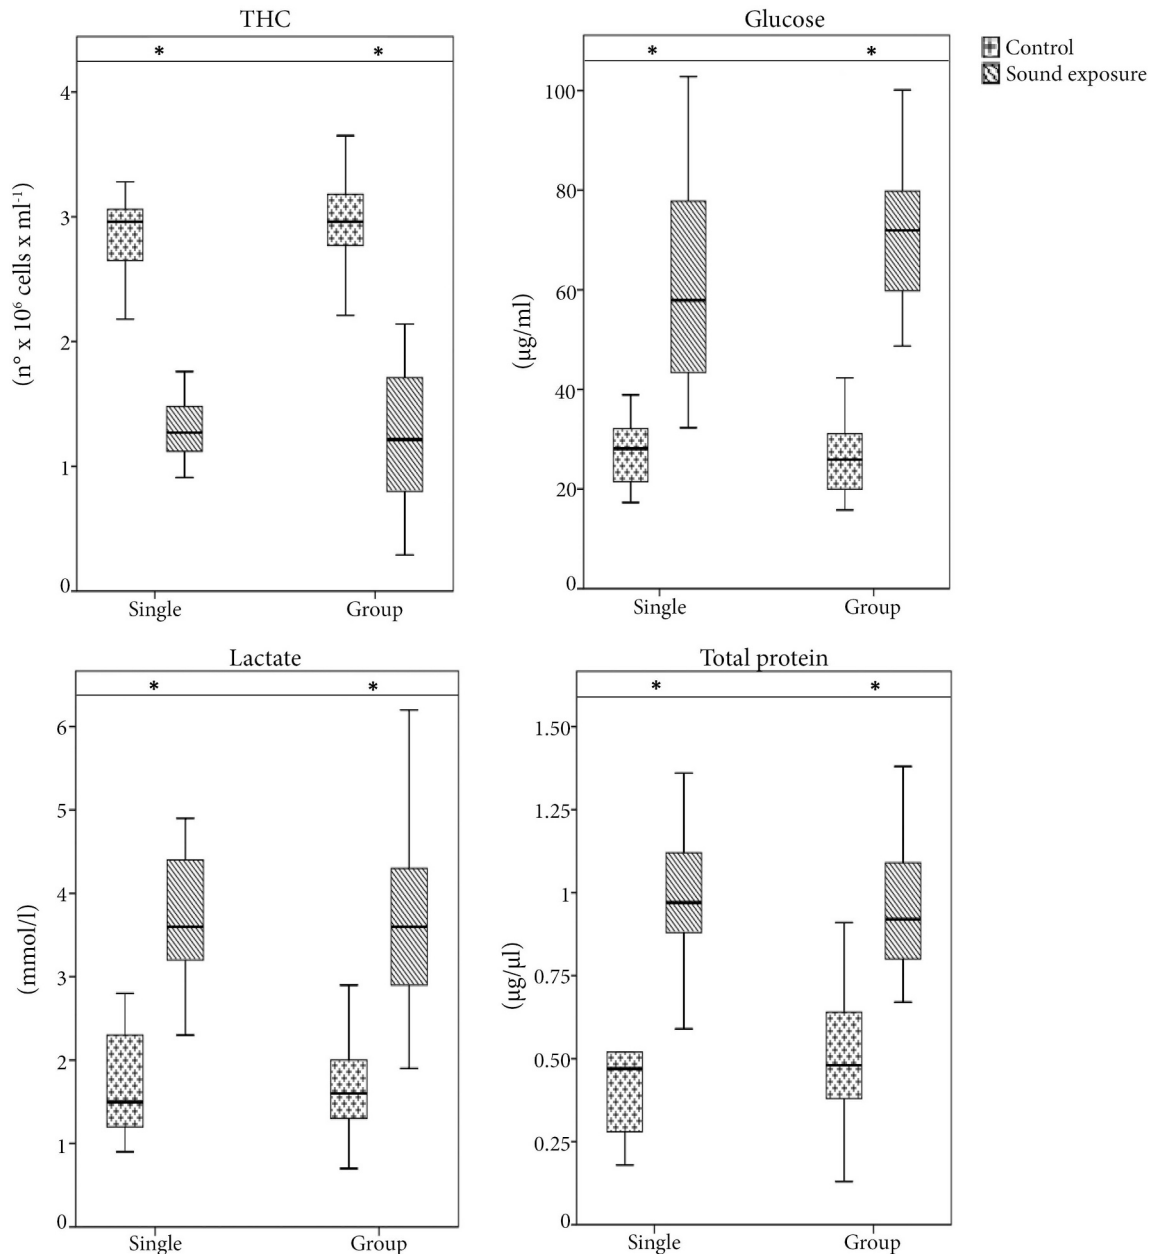 THC
* *
4
3
2
1
0
(n° x 10⁶ cells x ml⁻¹)
Single Group
Glucose
* *
100
80
60
40
20
0
(µg/ml)
Single Group
Control
Sound exposure
Lactate
* *
6
5
4
3
2
1
0
(mmol/l)
Single Group
Total protein
* *
1.50
1.25
1
0.75
0.50
0.25
0
(µg/µl)
Single Group